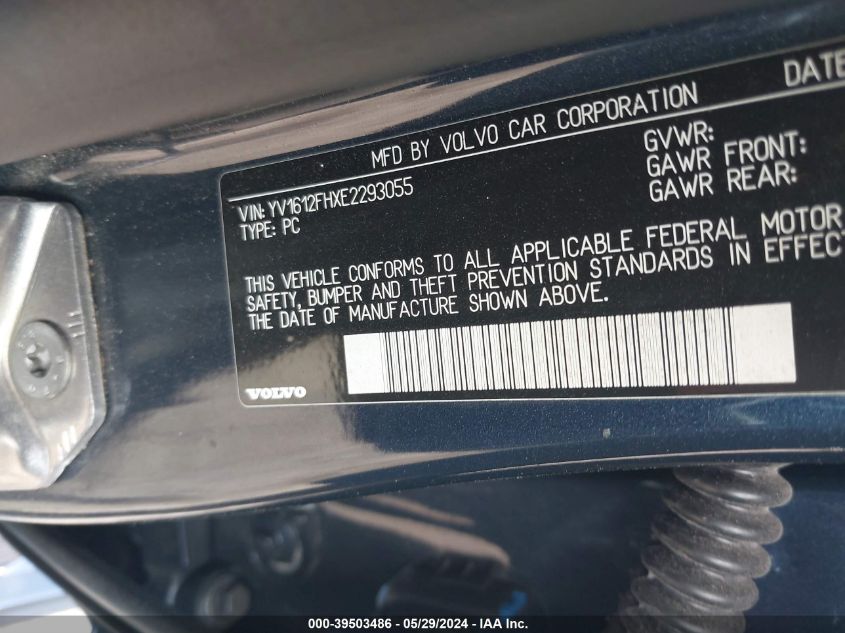 MFD BY VOLVO CAR CORPORATION
DATE
VIN: YV1612FHXE2293055
TYPE: PC
GVWR:
GAWR FRONT:
GAWR REAR:
THIS VEHICLE CONFORMS TO ALL APPLICABLE FEDERAL MOTOR
SAFETY, BUMPER AND THEFT PREVENTION STANDARDS IN EFFECT
THE DATE OF MANUFACTURE SHOWN ABOVE.
VOLVO
000-39503486 - 05/29/2024 - IAA Inc.